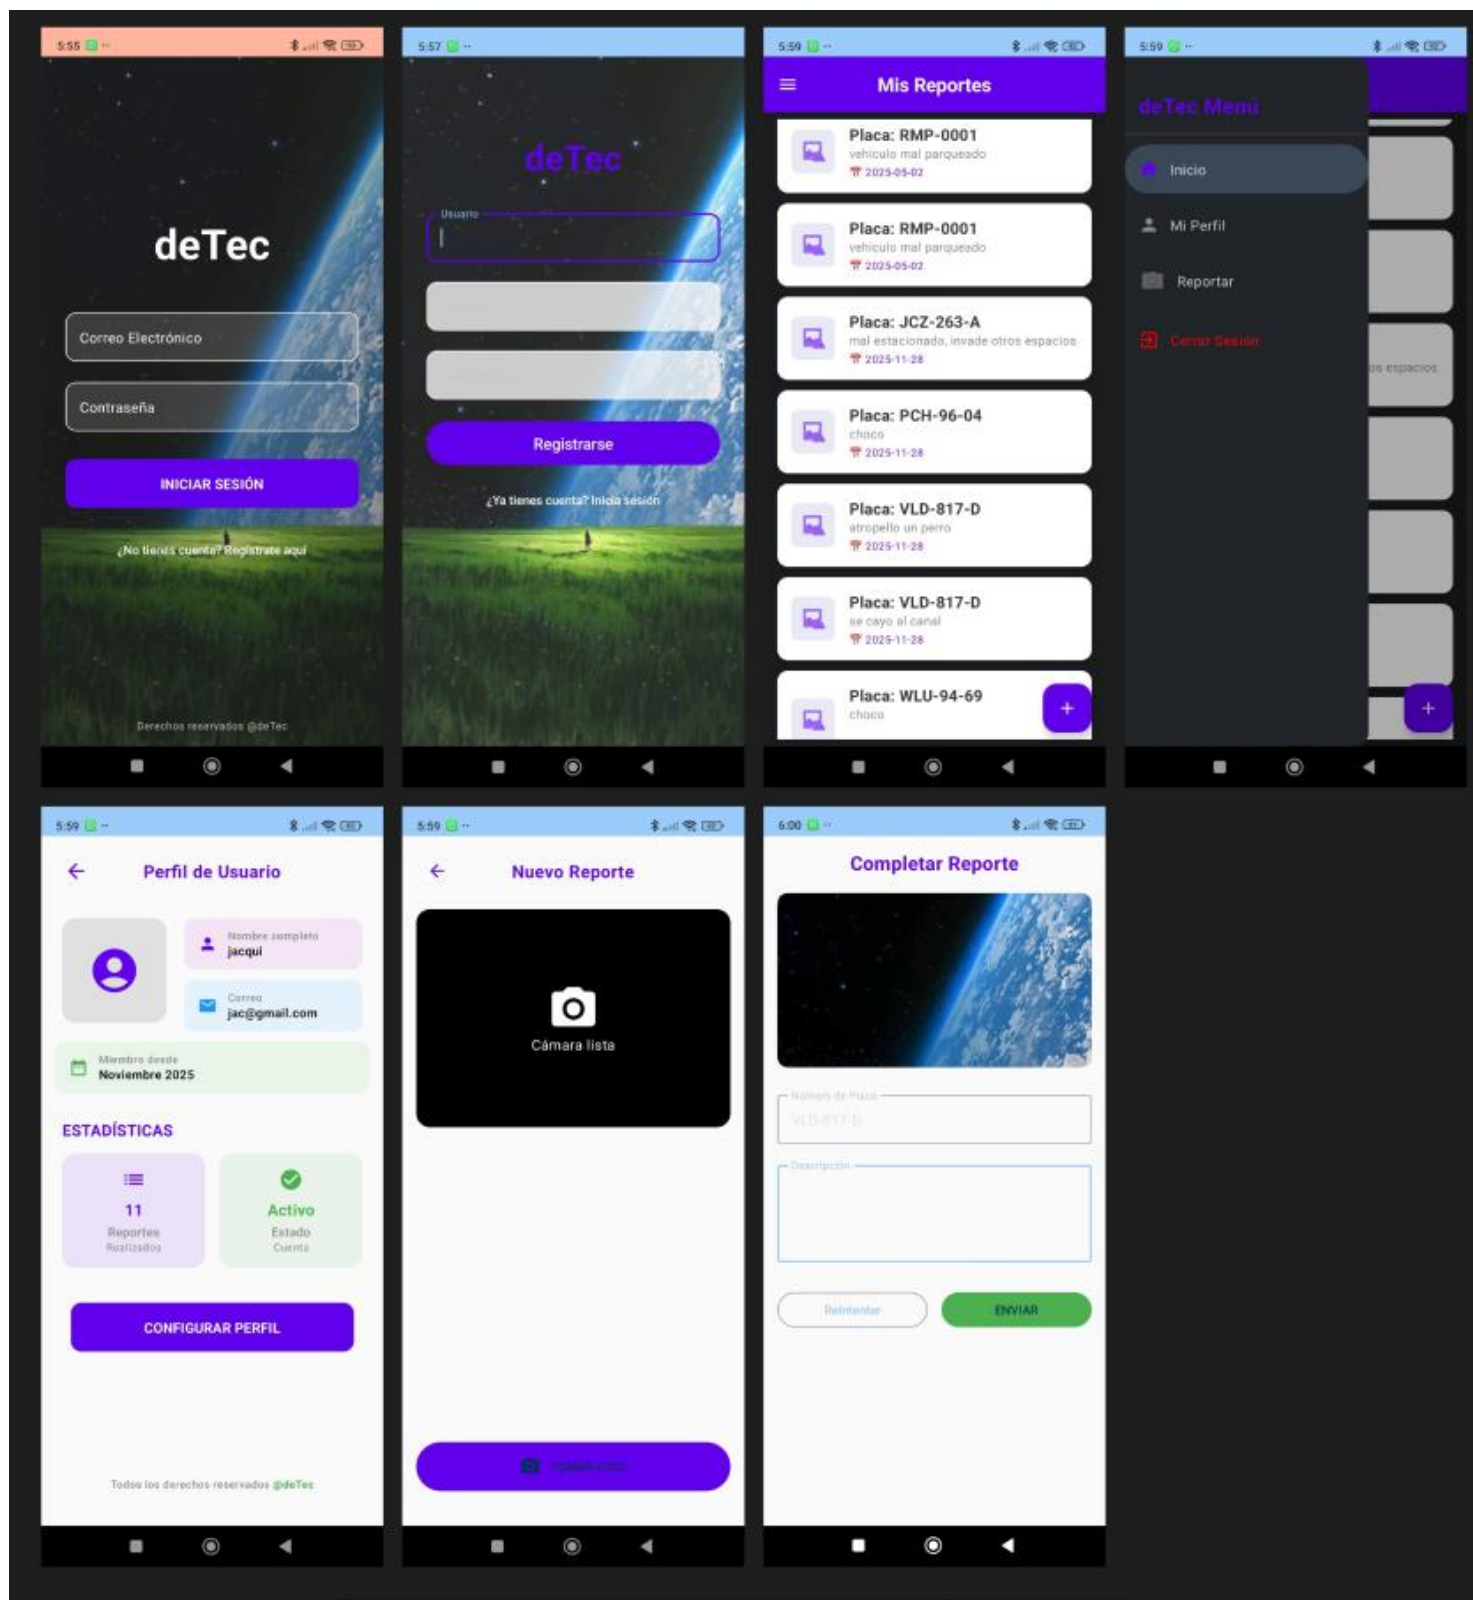 5:55
deTec
Correo Electrónico
Contraseña
INICIAR SESIÓN
¿No tienes cuenta? Regístrate aquí
Derechos reservados @deTec
5:57
deTec
Usuario
Registrarse
¿Ya tienes cuenta? Inicia sesión
5:59
Mis Reportes
Placa: RMP-0001
vehiculo mal parqueado
2025-05-02
Placa: RMP-0001
vehiculo mal parqueado
2025-05-02
Placa: JCZ-263-A
mal estacionado, invade otros espacios
2025-11-28
Placa: PCH-96-04
choco
2025-11-28
Placa: VLD-817-D
atropello un perro
2025-11-28
Placa: VLD-817-D
se cayo al canal
2025-11-28
Placa: WLU-94-69
choco
+
5:59
deTec Menú
Inicio
Mi Perfil
Reportar
Cerrar Sesión
os espacios
+
5:59
Perfil de Usuario
Nombre completo
jacqui
Correo
jac@gmail.com
Miembro desde
Noviembre 2025
ESTADÍSTICAS
11
Reportes
Realizados
Activo
Estado
Cuenta
CONFIGURAR PERFIL
Todos los derechos reservados @deTec
5:59
Nuevo Reporte
Cámara lista
TOMAR FOTO
6:00
Completar Reporte
Número de Placa
VLD-817-D
Descripción
Reintentar
ENVIAR